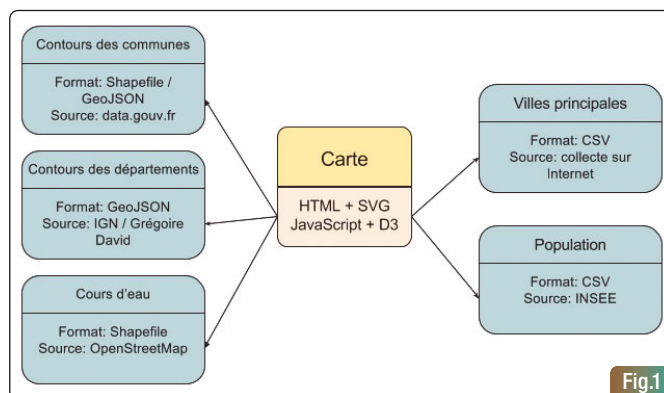 Contours des communes
Format: Shapefile /
GeoJSON
Source: data.gouv.fr
Contours des départements
Format: GeoJSON
Source: IGN / Grégoire
David
Cours d'eau
Format: Shapefile
Source: OpenStreetMap
Carte
HTML + SVG
JavaScript + D3
Villes principales
Format: CSV
Source: collecte sur
Internet
Population
Format: CSV
Source: INSEE
Fig.1